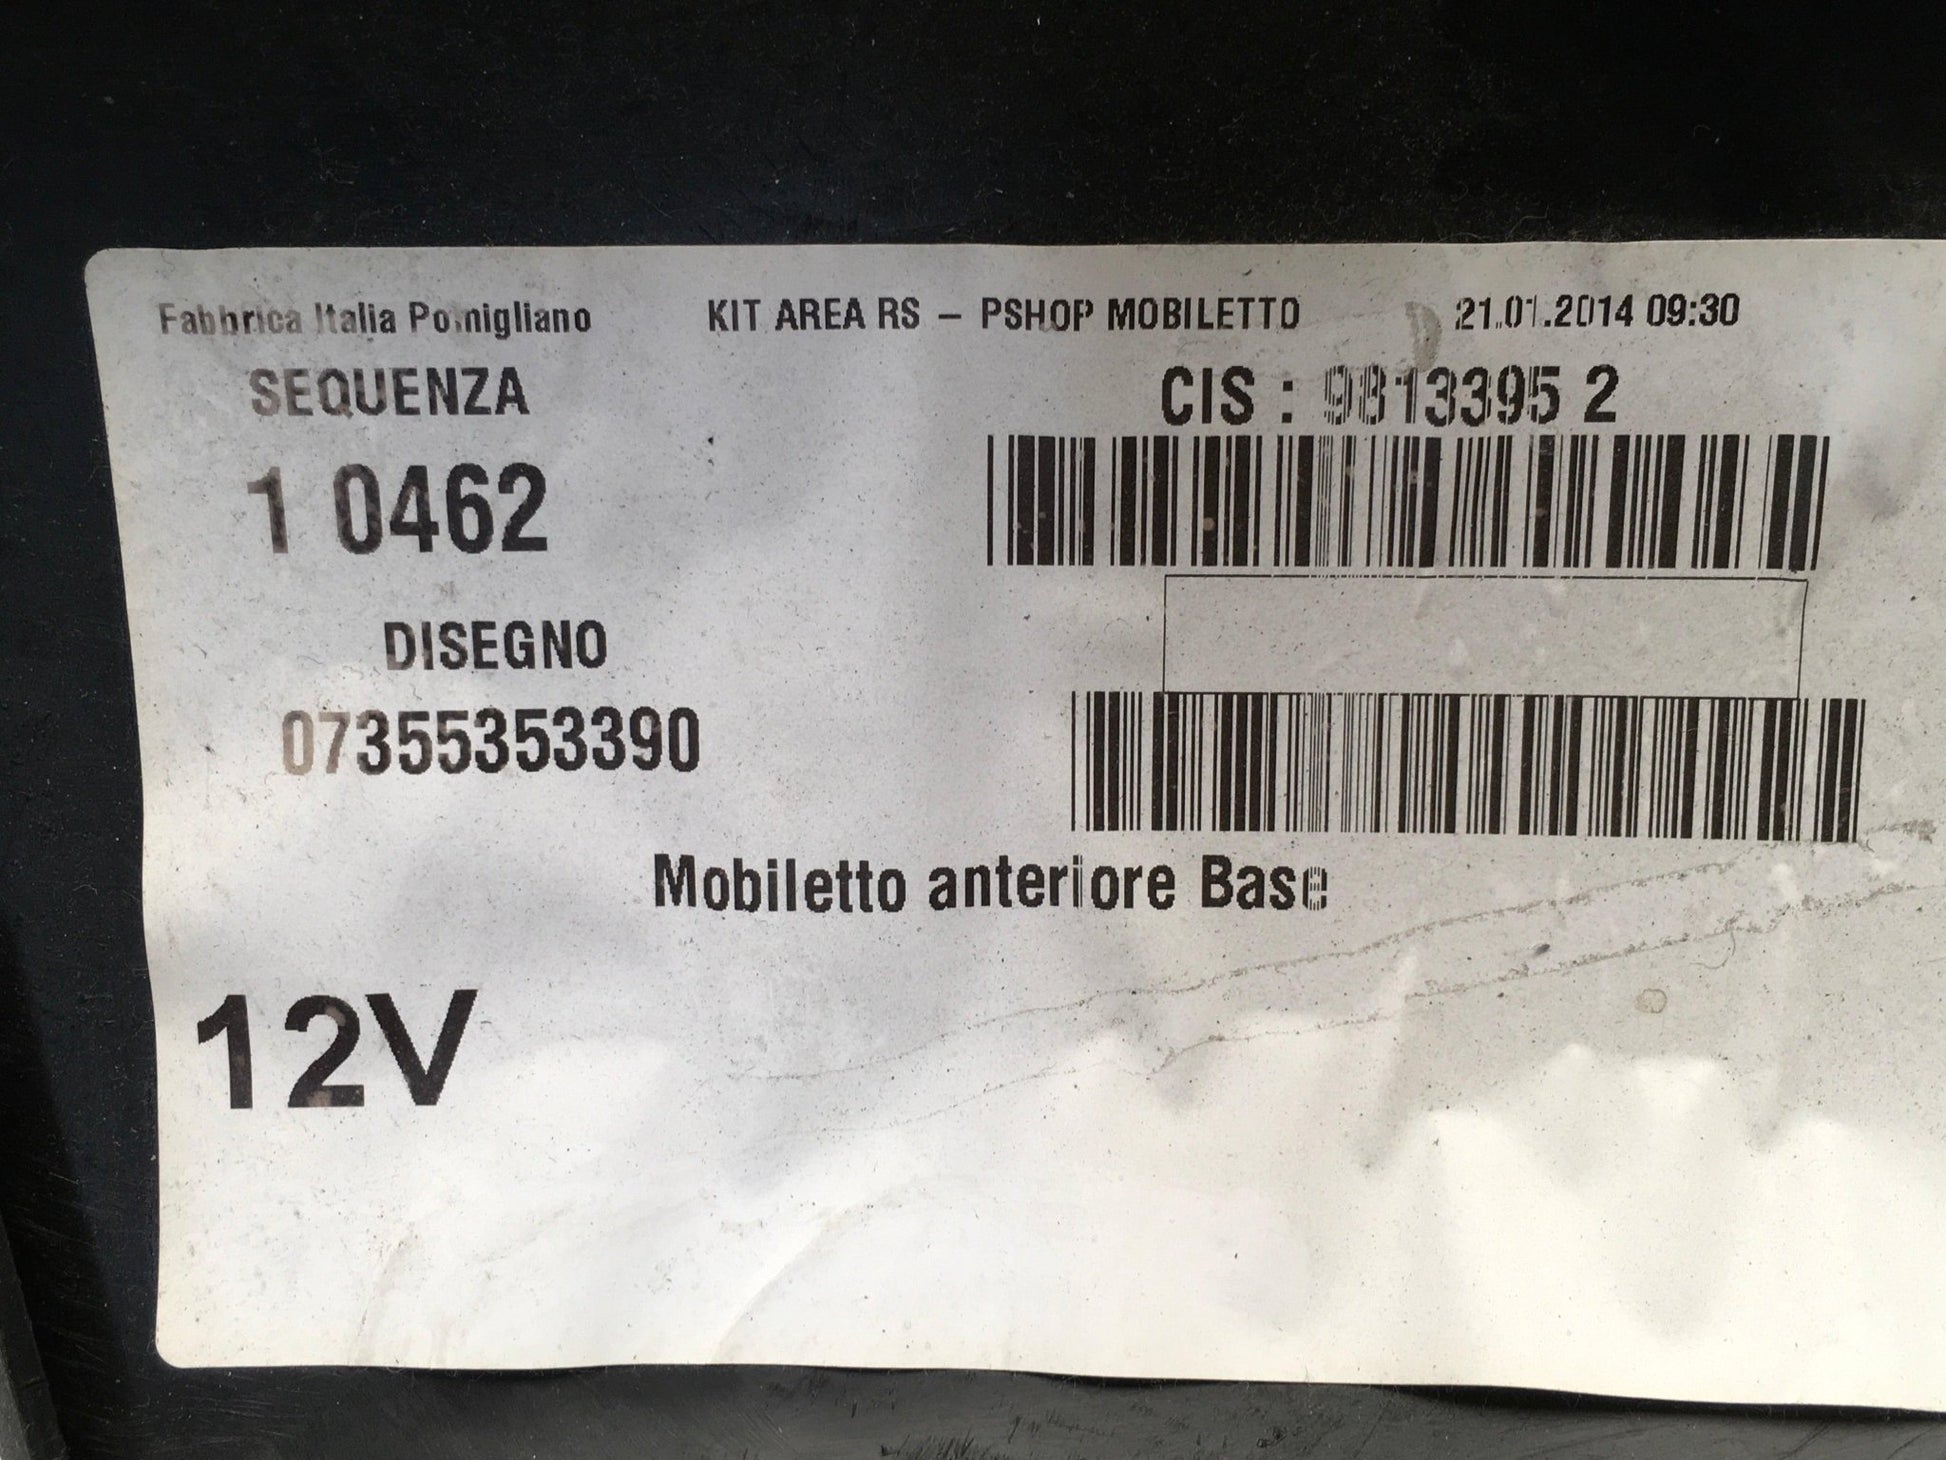 Fabbrica Italia Pomigliano KIT AREA RS – PSHOP MOBILETTO 21.01.2014 09:30
SEQUENZA CIS : 9813395 2
1 0462
DISEGNO
07355353390
Mobiletto anteriore Base
12V